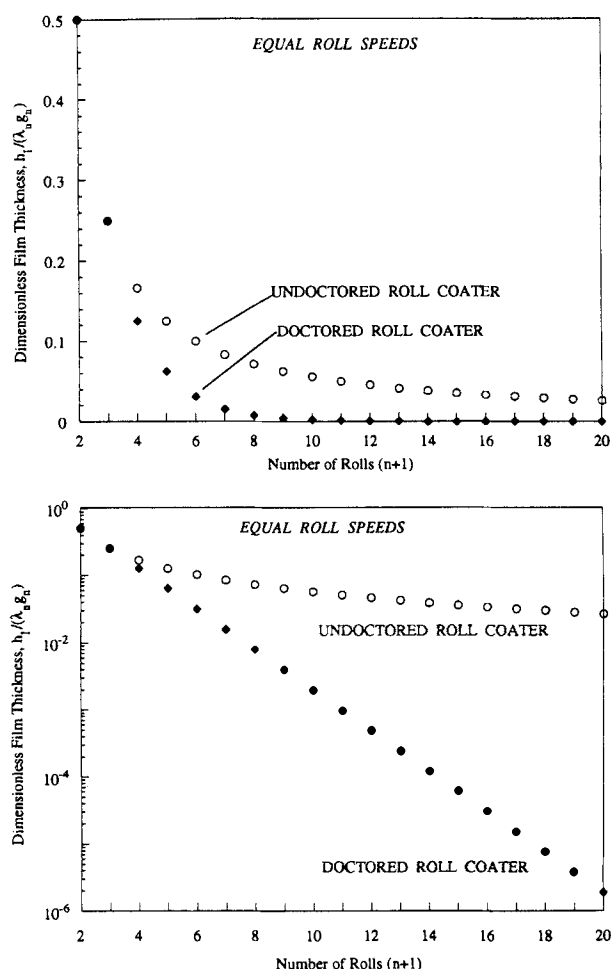 EQUAL ROLL SPEEDS
Dimensionless Film Thickness, h₁/(λₙgₙ)
0.5
0.4
0.3
0.2
0.1
0
UNDOCTORED ROLL COATER
DOCTORED ROLL COATER
2 4 6 8 10 12 14 16 18 20
Number of Rolls (n+1)
EQUAL ROLL SPEEDS
Dimensionless Film Thickness, h₁/(λₙgₙ)
10⁰
10⁻²
10⁻⁴
10⁻⁶
UNDOCTORED ROLL COATER
DOCTORED ROLL COATER
2 4 6 8 10 12 14 16 18 20
Number of Rolls (n+1)